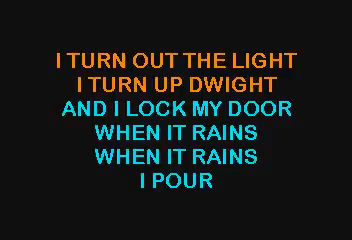 I TURN OUT THE LIGHT
I TURN UP DWIGHT
AND I LOCK MY DOOR
WHEN IT RAINS
WHEN IT RAINS
I POUR